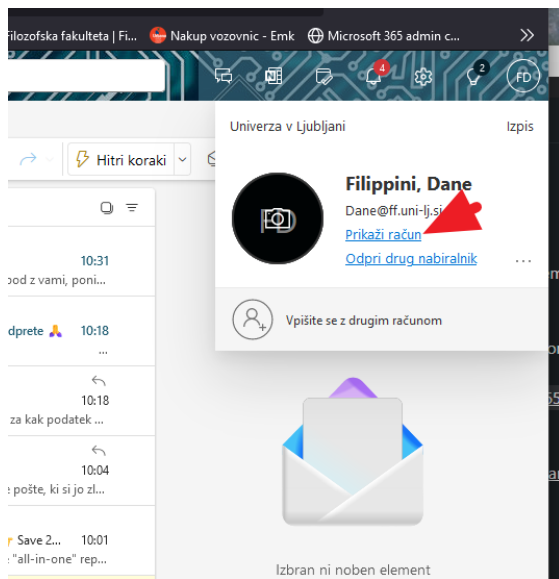 Filozofska fakulteta | Fi... Nakup vozovnic - Emk Microsoft 365 admin c...
4 2 FD
Univerza v Ljubljani Izpis
Hitri koraki
Filippini, Dane
Dane@ff.uni-lj.si
Prikaži račun
Odpri drug nabiralnik ...
10:31
pod z vami, poni...
dprete 10:18
...
Vpišite se z drugim računom
10:18
za kak podatek ...
10:04
e pošte, ki si jo zl...
Save 2... 10:01
"all-in-one" rep...
Izbran ni noben element